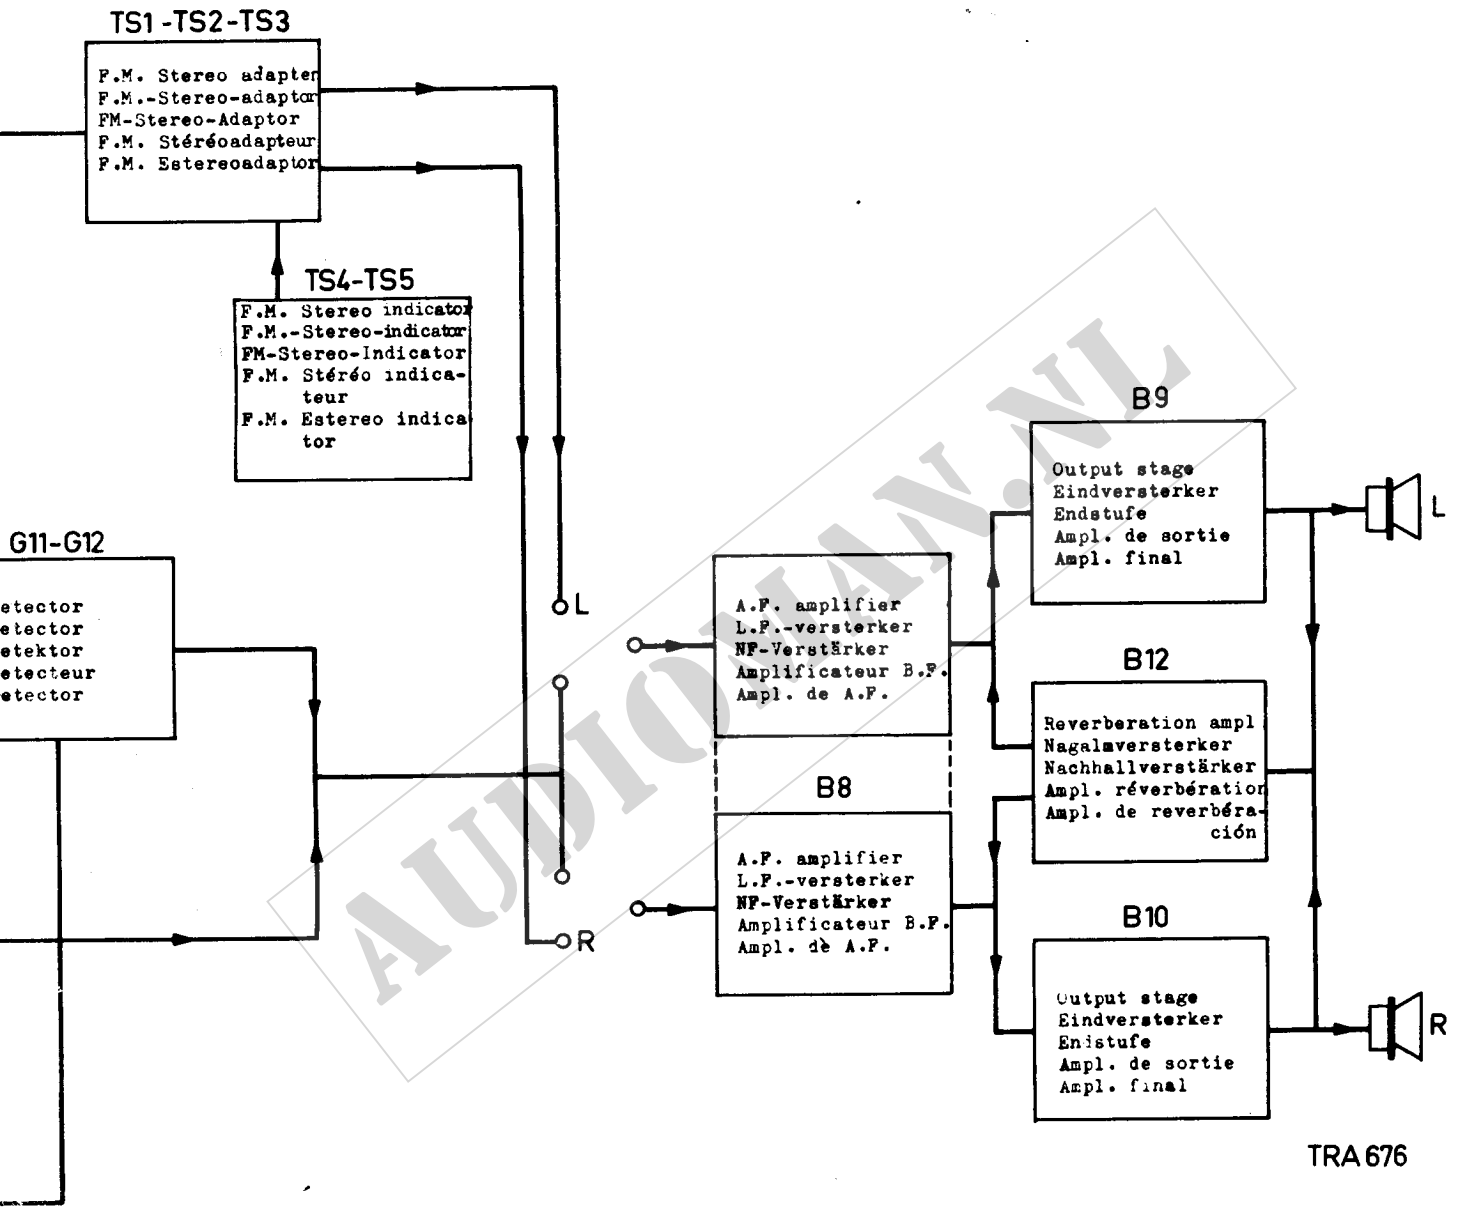 TS1-TS2-TS3
F.M. Stereo adapter
F.M.-Stereo-adaptor
FM-Stereo-Adaptor
F.M. Stéréoadapteur
F.M. Estereoadaptor
TS4-TS5
F.M. Stereo indicator
F.M.-Stereo-indicator
FM-Stereo-Indicator
F.M. Stéréo indica-
teur
F.M. Estereo indica
tor
G11-G12
etector
etector
etektor
etecteur
etector
L
R
A.F. amplifier
L.F.-versterker
NF-Verstärker
Amplificateur B.F.
Ampl. de A.F.
B8
A.F. amplifier
L.F.-versterker
NF-Verstärker
Amplificateur B.F.
Ampl. de A.F.
B9
Output stage
Eindversterker
Endstufe
Ampl. de sortie
Ampl. final
L
B12
Reverberation ampl
Nagalmversterker
Nachhallverstärker
Ampl. réverbération
Ampl. de reverbéra-
ción
B10
Output stage
Eindversterker
Endstufe
Ampl. de sortie
Ampl. final
R
TRA 676
AUDIOMAN.NL